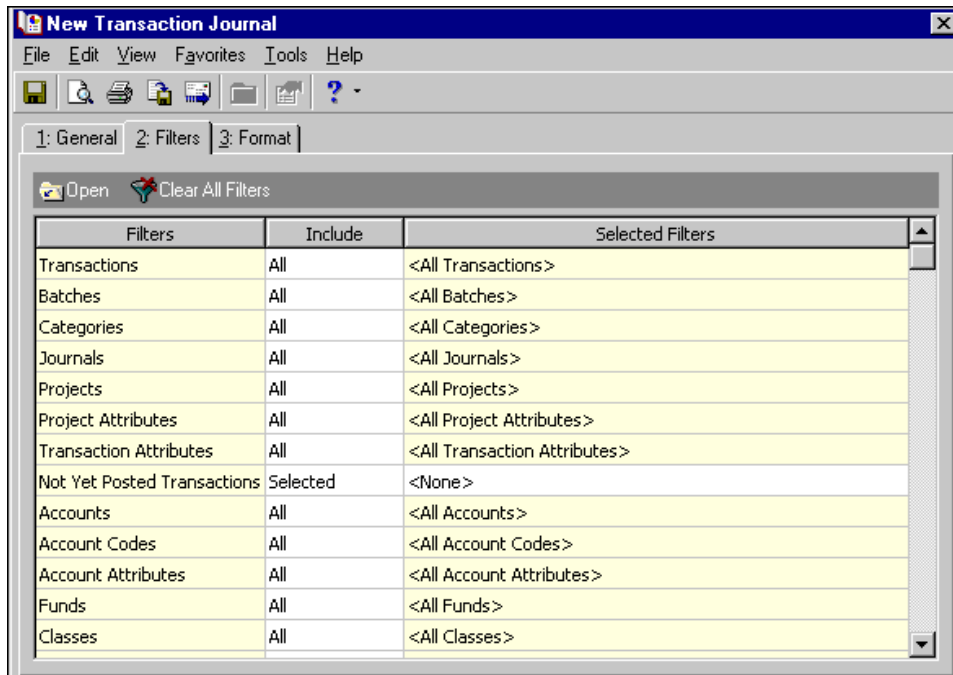 New Transaction Journal
File Edit View Favorites Tools Help
?
1: General 2: Filters 3: Format
Open Clear All Filters
Filters Include Selected Filters
Transactions All <All Transactions>
Batches All <All Batches>
Categories All <All Categories>
Journals All <All Journals>
Projects All <All Projects>
Project Attributes All <All Project Attributes>
Transaction Attributes All <All Transaction Attributes>
Not Yet Posted Transactions Selected <None>
Accounts All <All Accounts>
Account Codes All <All Account Codes>
Account Attributes All <All Account Attributes>
Funds All <All Funds>
Classes All <All Classes>